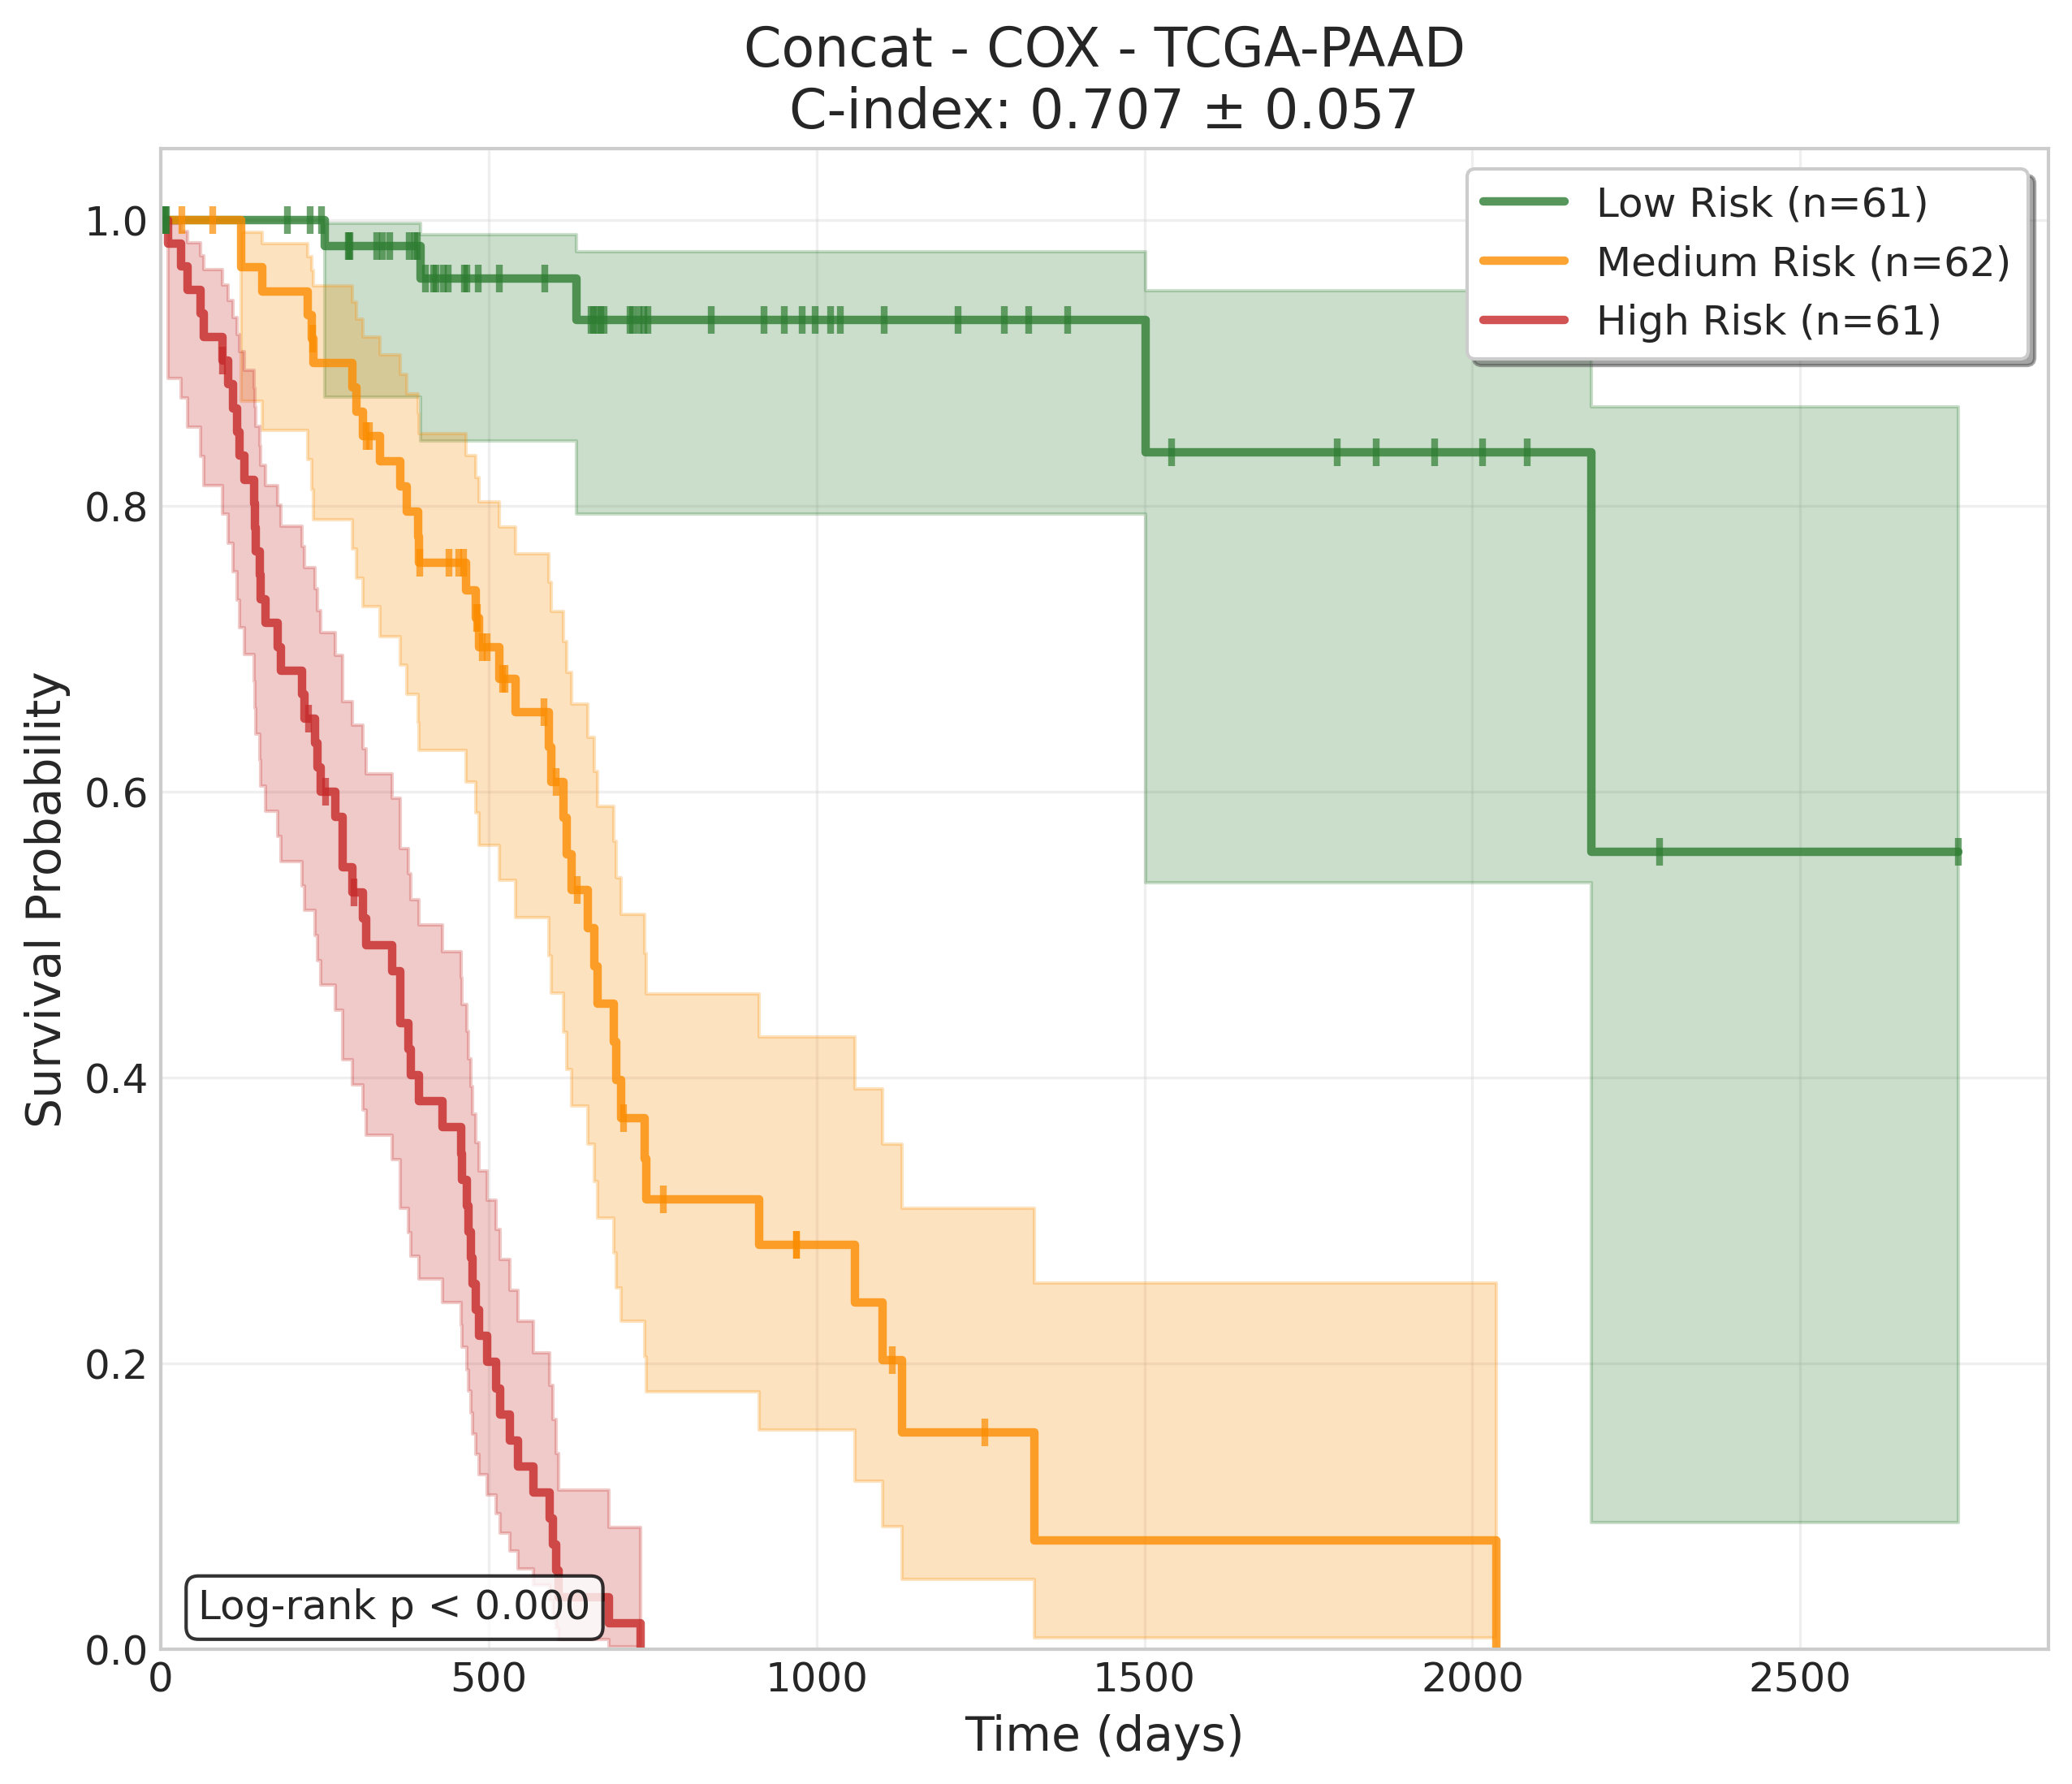 Concat - COX - TCGA-PAAD
C-index: 0.707 ± 0.057
Low Risk (n=61)
Medium Risk (n=62)
High Risk (n=61)
Survival Probability
1.0
0.8
0.6
0.4
0.2
0.0
Log-rank p < 0.000
0 500 1000 1500 2000 2500
Time (days)